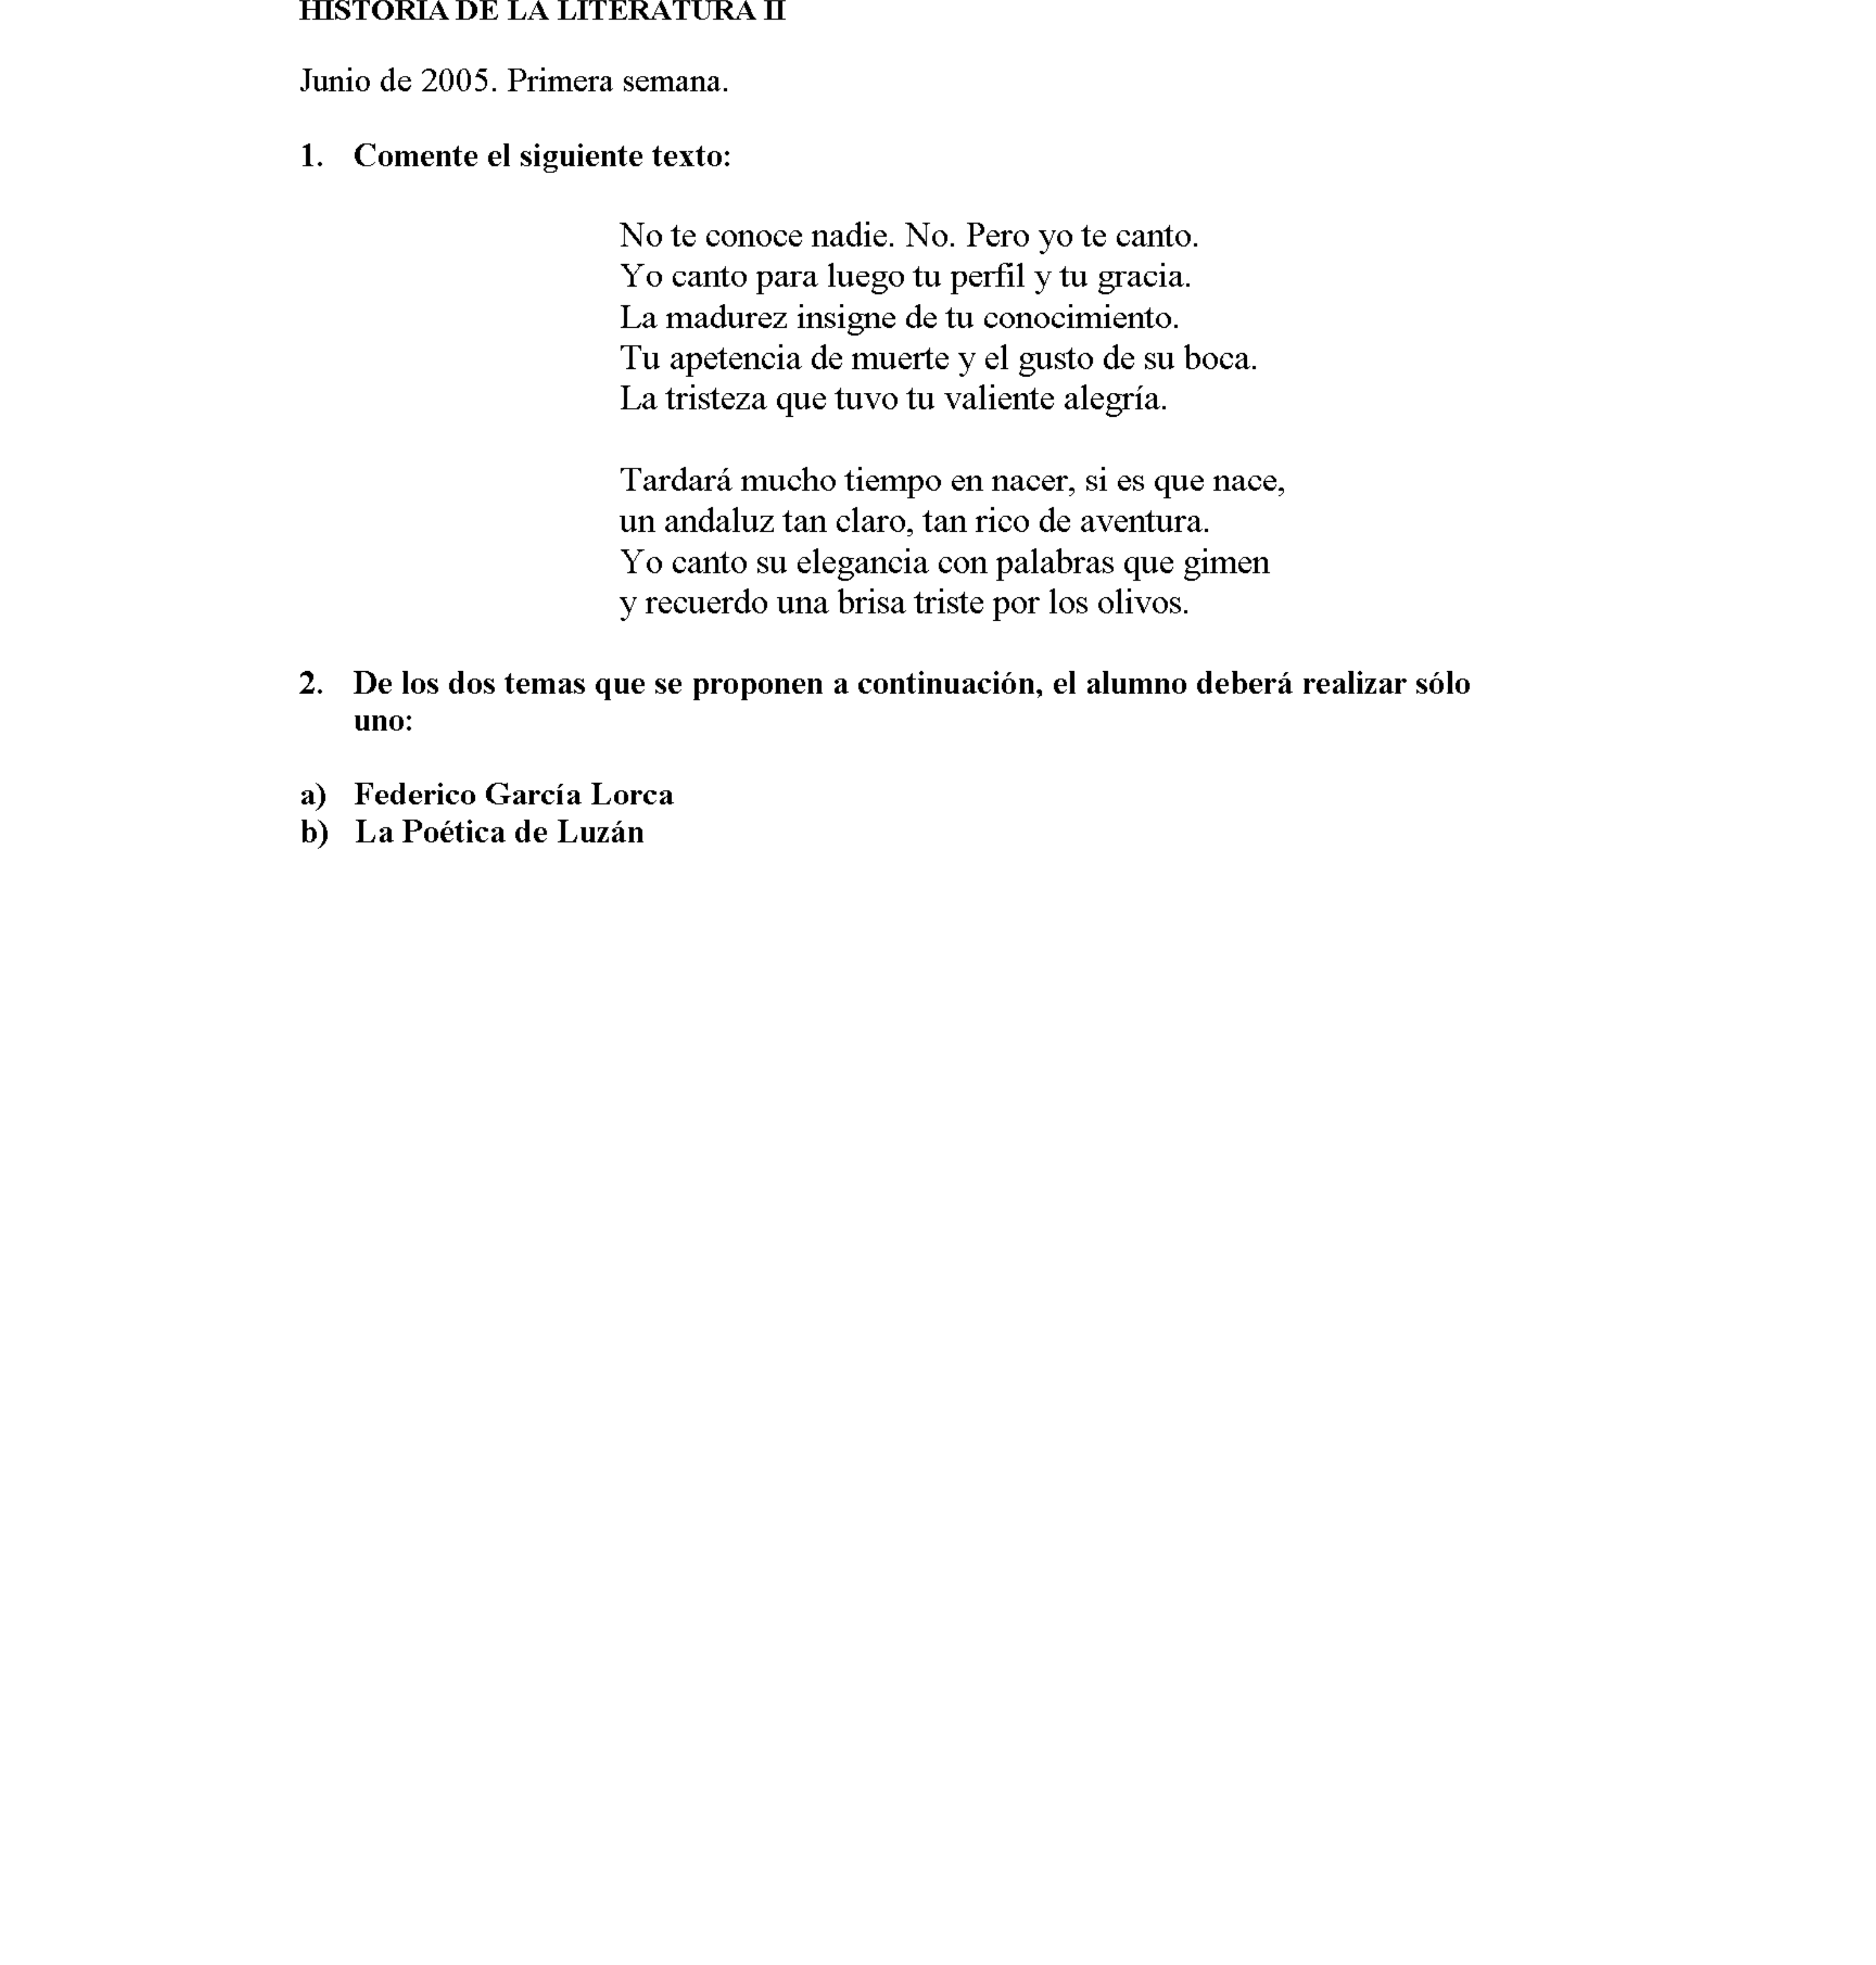 HISTORIA DE LA LITERATURA II
Junio de 2005. Primera semana.
1. Comente el siguiente texto:
No te conoce nadie. No. Pero yo te canto.
Yo canto para luego tu perfil y tu gracia.
La madurez insigne de tu conocimiento.
Tu apetencia de muerte y el gusto de su boca.
La tristeza que tuvo tu valiente alegría.
Tardará mucho tiempo en nacer, si es que nace,
un andaluz tan claro, tan rico de aventura.
Yo canto su elegancia con palabras que gimen
y recuerdo una brisa triste por los olivos.
2. De los dos temas que se proponen a continuación, el alumno deberá realizar sólo
uno:
a) Federico García Lorca
b) La Poética de Luzán